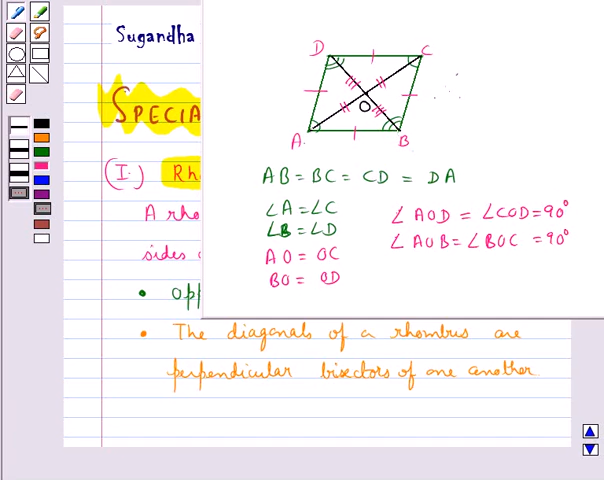 Sugandha
SPECIA
(I.) Rh
A rho
sides
• opp
• The diagonals of a rhombus are
perpendicular bisectors of one another.
D C
O
A B
AB = BC = CD = DA
∠A = ∠C
∠B = ∠D
AO = OC
BO = OD
∠AOD = ∠COD = 90°
∠AOB = ∠BOC = 90°